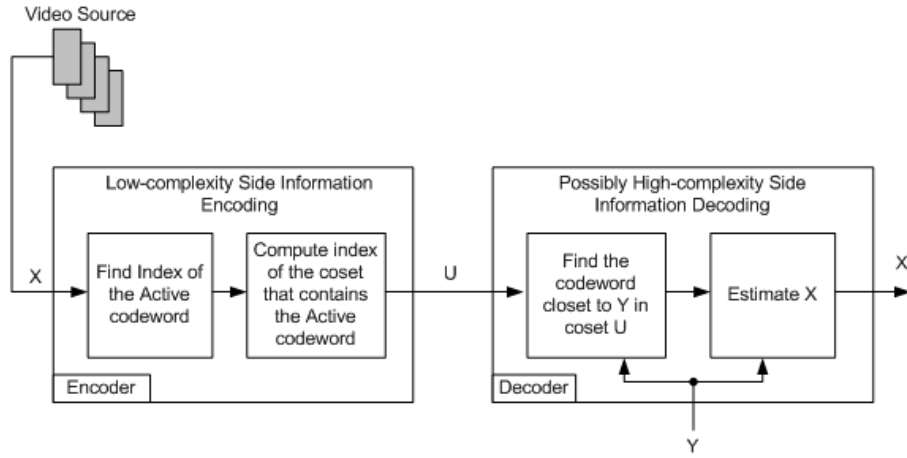 Video Source
Low-complexity Side Information
Encoding
X
Find Index of
the Active
codeword
Compute index
of the coset
that contains
the Active
codeword
Encoder
U
Possibly High-complexity Side
Information Decoding
Find the
codeword
closet to Y in
coset U
Estimate X
Decoder
X
Y